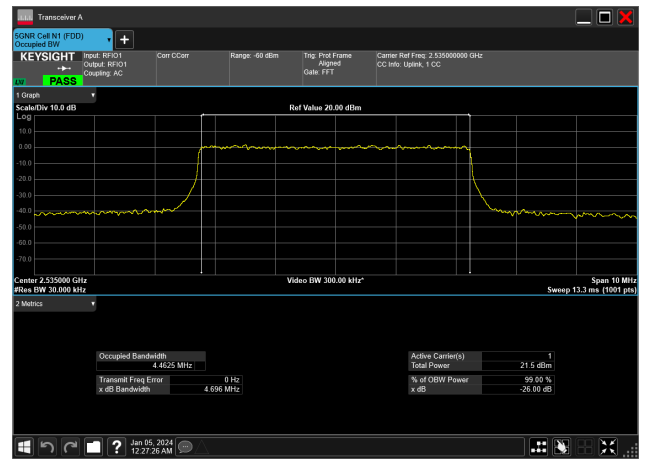 Transceiver A
5GNR Cell N1 (FDD)
Occupied BW
KEYSIGHT
Input: RFIO1
Output: RFIO1
Coupling: AC
Corr CCorr
Range: -60 dBm
Trig: Prot Frame
Aligned
Gate: FFT
Carrier Ref Freq: 2.535000000 GHz
CC Info: Uplink, 1 CC
PASS
1 Graph
Scale/Div 10.0 dB
Ref Value 20.00 dBm
Log
10.0
0.00
-10.0
-20.0
-30.0
-40.0
-50.0
-60.0
-70.0
Center 2.535000 GHz
Video BW 300.00 kHz*
Span 10 MHz
#Res BW 30.000 kHz
Sweep 13.3 ms (1001 pts)
2 Metrics
Occupied Bandwidth
4.4625 MHz
Active Carrier(s) 1
Total Power 21.5 dBm
Transmit Freq Error 0 Hz
x dB Bandwidth 4.696 MHz
% of OBW Power 99.00 %
x dB -26.00 dB
Jan 05, 2024
12:27:26 AM